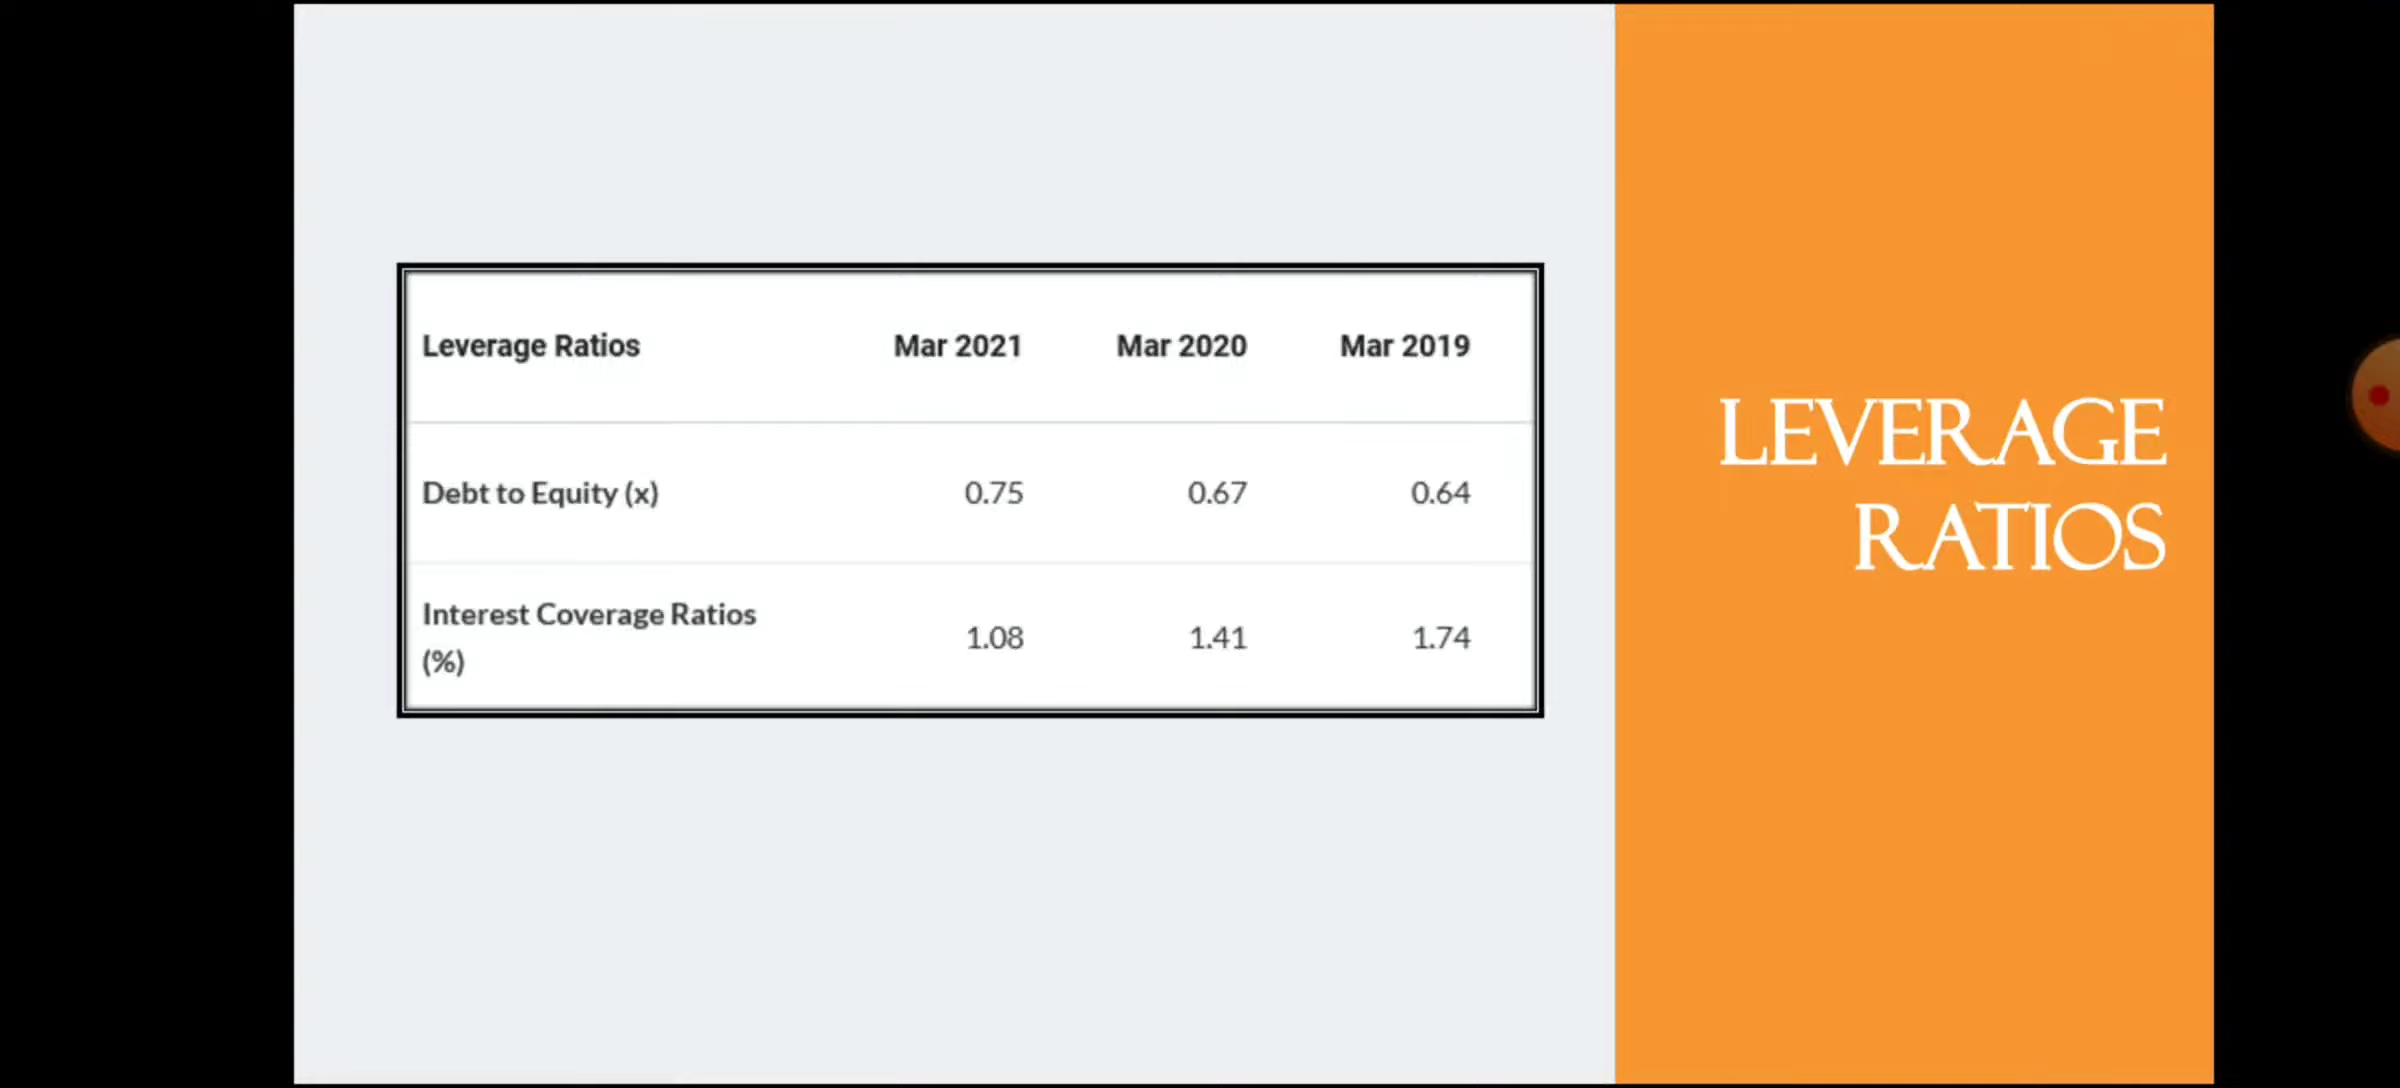 Leverage Ratios Mar 2021 Mar 2020 Mar 2019
Debt to Equity (x) 0.75 0.67 0.64
Interest Coverage Ratios
(%) 1.08 1.41 1.74
LEVERAGE
RATIOS